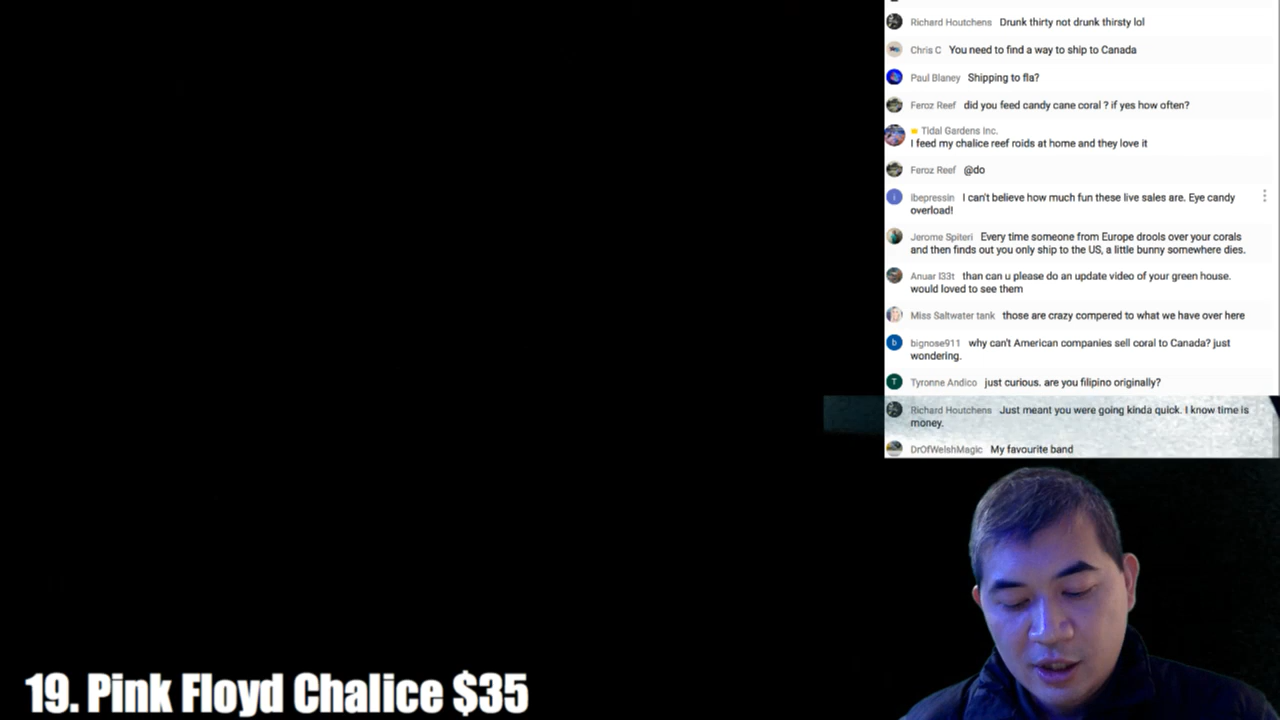 Richard Houtchens Drunk thirty not drunk thirsty lol
Chris C You need to find a way to ship to Canada
Paul Blaney Shipping to fla?
Feroz Reef did you feed candy cane coral ? if yes how often?
Tidal Gardens Inc.
I feed my chalice reef roids at home and they love it
Feroz Reef @do
I
Ibepressin I can't believe how much fun these live sales are. Eye candy
overload!
Jerome Spiteri Every time someone from Europe drools over your corals
and then finds out you only ship to the US, a little bunny somewhere dies.
Anuar l33t than can u please do an update video of your green house.
would loved to see them
Miss Saltwater tank those are crazy compered to what we have over here
b
bignose911 why can't American companies sell coral to Canada? just
wondering.
T
Tyronne Andico just curious. are you filipino originally?
Richard Houtchens Just meant you were going kinda quick. I know time is
money.
DrOfWelshMagic My favourite band
19. Pink Floyd Chalice $35